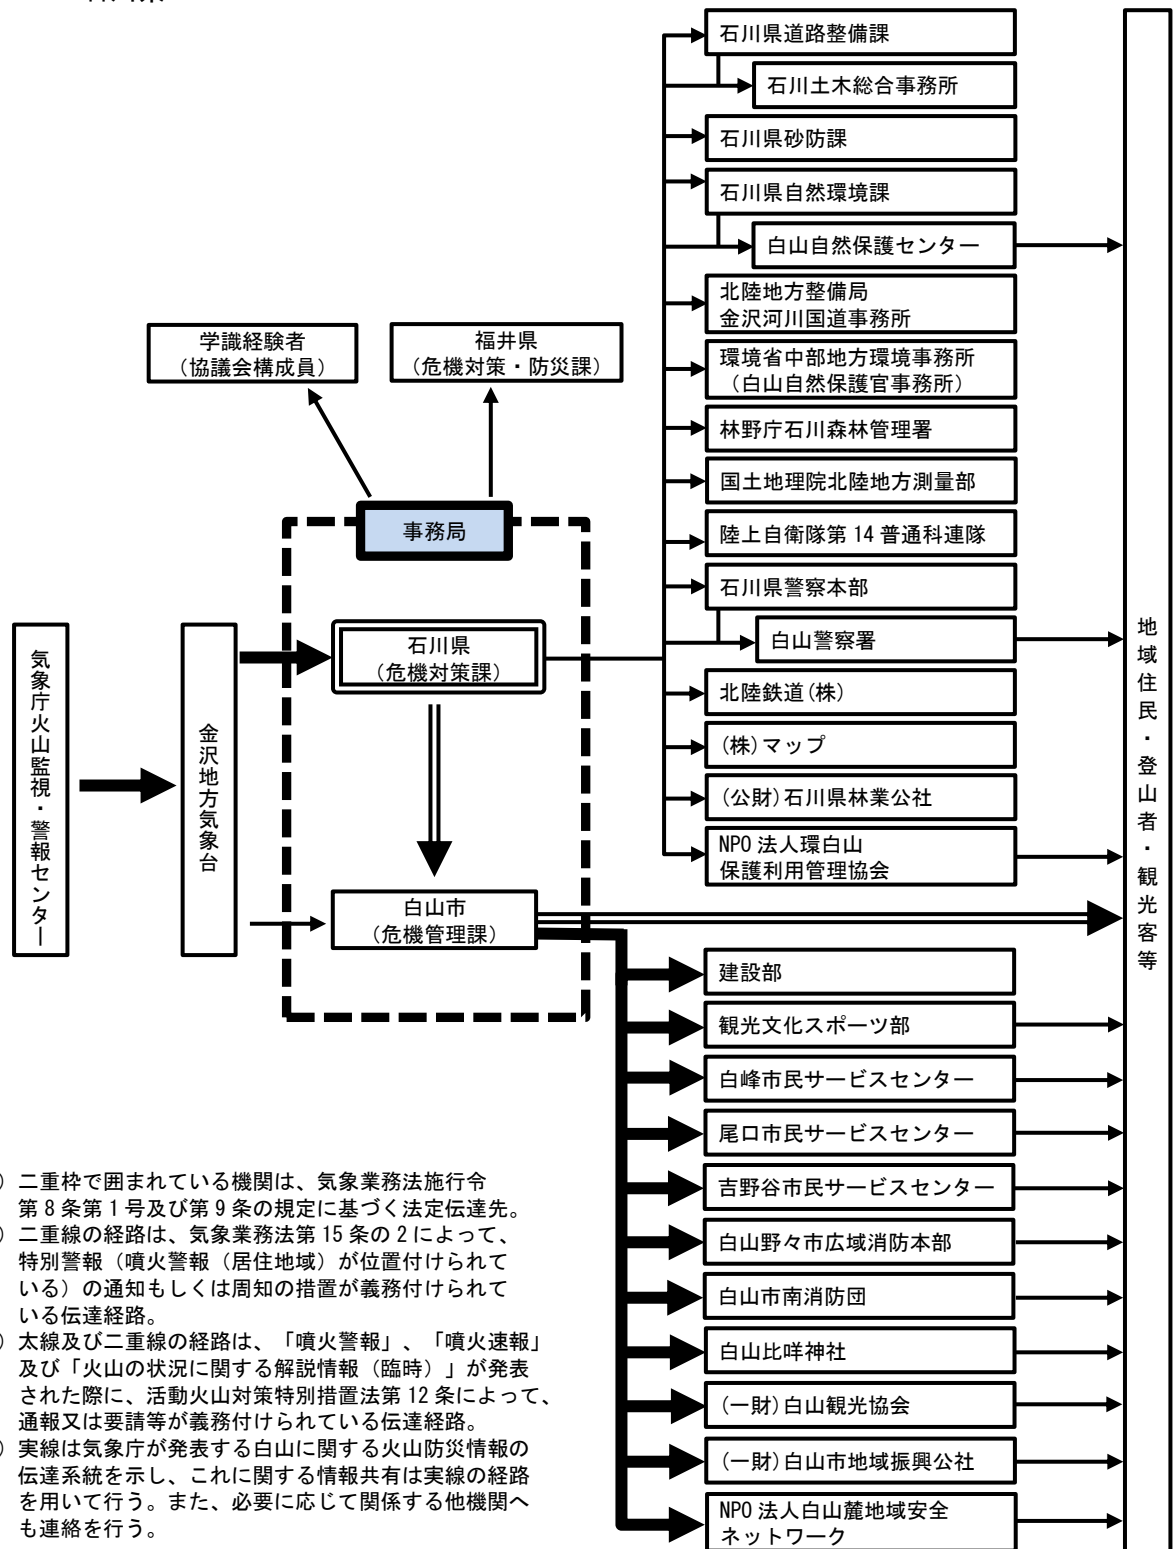 石川県道路整備課
石川土木総合事務所
石川県砂防課
石川県自然環境課
白山自然保護センター
北陸地方整備局
金沢河川国道事務所
学識経験者
(協議会構成員)
福井県
(危機対策・防災課)
環境省中部地方環境事務所
(白山自然保護官事務所)
林野庁石川森林管理署
国土地理院北陸地方測量部
事務局
陸上自衛隊第14普通科連隊
石川県警察本部
白山警察署
石川県
(危機対策課)
北陸鉄道(株)
(株)マップ
(公財)石川県林業公社
NPO法人環白山
保護利用管理協会
気象庁火山監視・警報センター
金沢地方気象台
白山市
(危機管理課)
地域住民・登山者・観光客等
建設部
観光文化スポーツ部
白峰市民サービスセンター
尾口市民サービスセンター
吉野谷市民サービスセンター
白山野々市広域消防本部
白山市南消防団
白山比咩神社
(一財)白山観光協会
(一財)白山市地域振興公社
NPO法人白山麓地域安全
ネットワーク
) 二重枠で囲まれている機関は、気象業務法施行令
第8条第1号及び第9条の規定に基づく法定伝達先。
) 二重線の経路は、気象業務法第15条の2によって、
特別警報(噴火警報(居住地域)が位置付けられて
いる)の通知もしくは周知の措置が義務付けられて
いる伝達経路。
) 太線及び二重線の経路は、「噴火警報」、「噴火速報」
及び「火山の状況に関する解説情報(臨時)」が発表
された際に、活動火山対策特別措置法第12条によって、
通報又は要請等が義務付けられている伝達経路。
) 実線は気象庁が発表する白山に関する火山防災情報の
伝達系統を示し、これに関する情報共有は実線の経路
を用いて行う。また、必要に応じて関係する他機関へ
も連絡を行う。